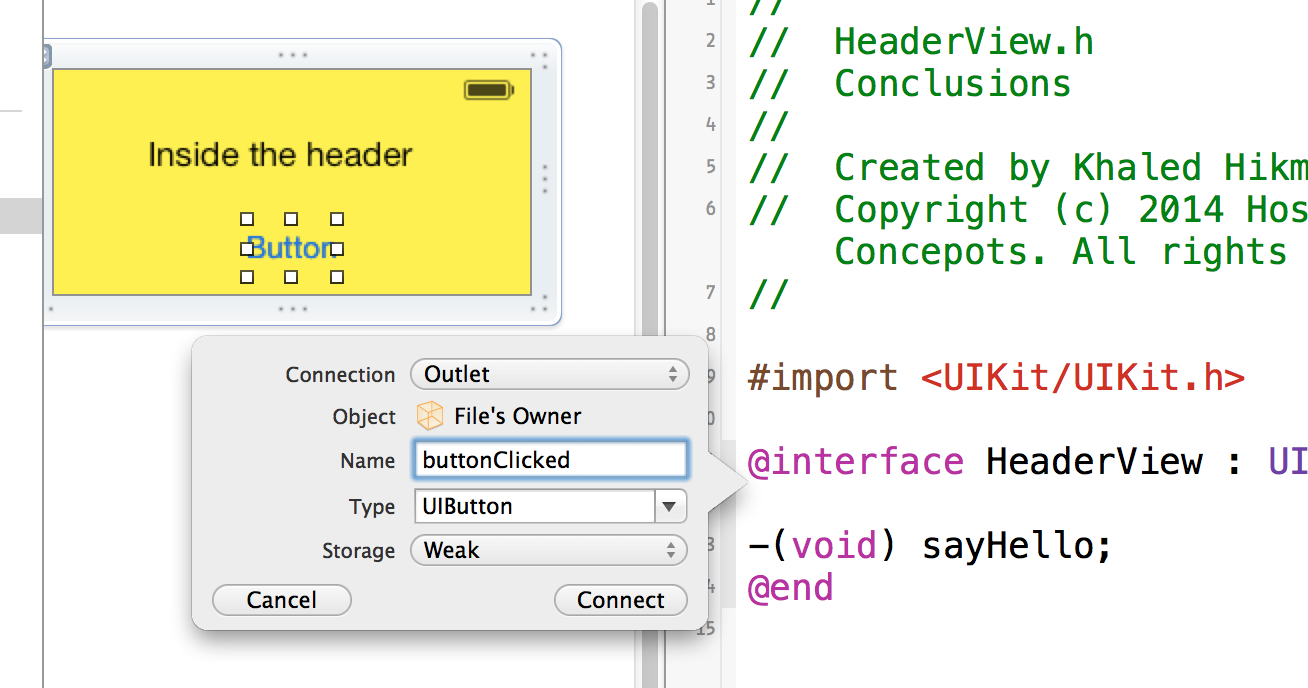 Inside the header
Button
Connection Outlet
Object File's Owner
Name buttonClicked
Type UIButton
Storage Weak
Cancel Connect
1 //
2 // HeaderView.h
3 // Conclusions
4 //
5 // Created by Khaled Hikm
6 // Copyright (c) 2014 Hos
Concepots. All rights
7 //
8
9 #import <UIKit/UIKit.h>
0
@interface HeaderView : UI
3 -(void) sayHello;
4 @end
15